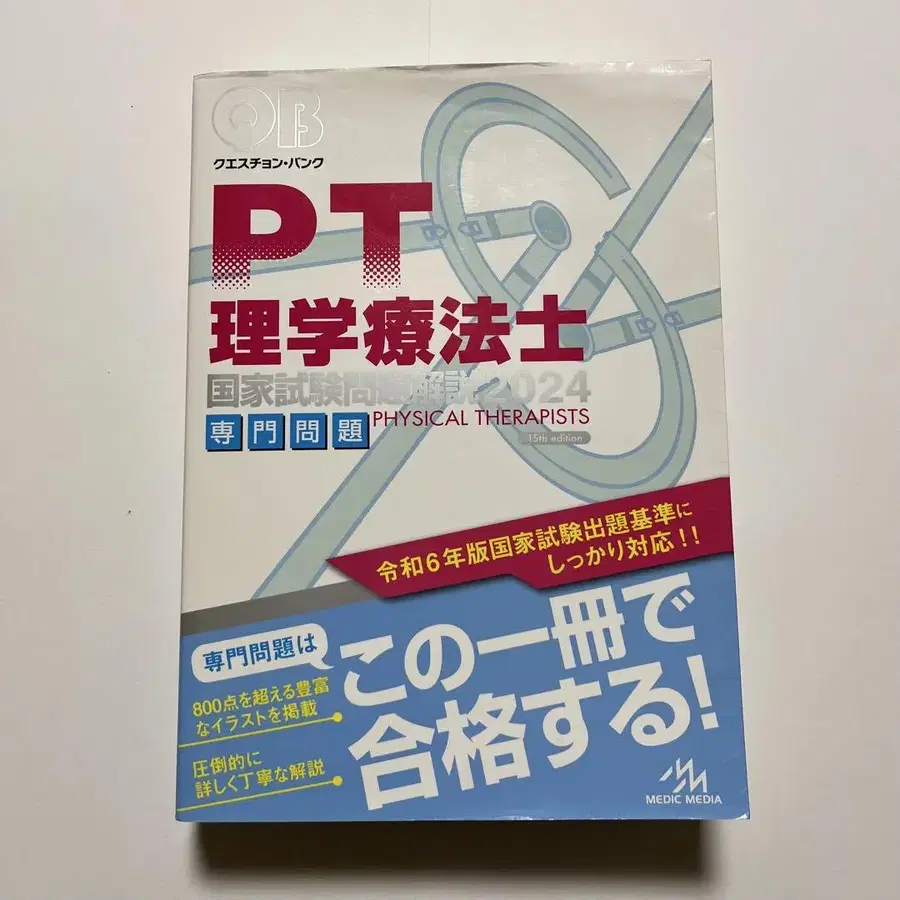 QB
クエスチョン・バンク
PT
理学療法士
国家試験問題解説2024
専門問題
PHYSICAL THERAPISTS
15th edition
令和6年版国家試験出題基準に
しっかり対応!!
専門問題は
この一冊で
合格する!
800点を超える豊富
なイラストを掲載
圧倒的に
詳しく丁寧な解説
MEDIC MEDIA